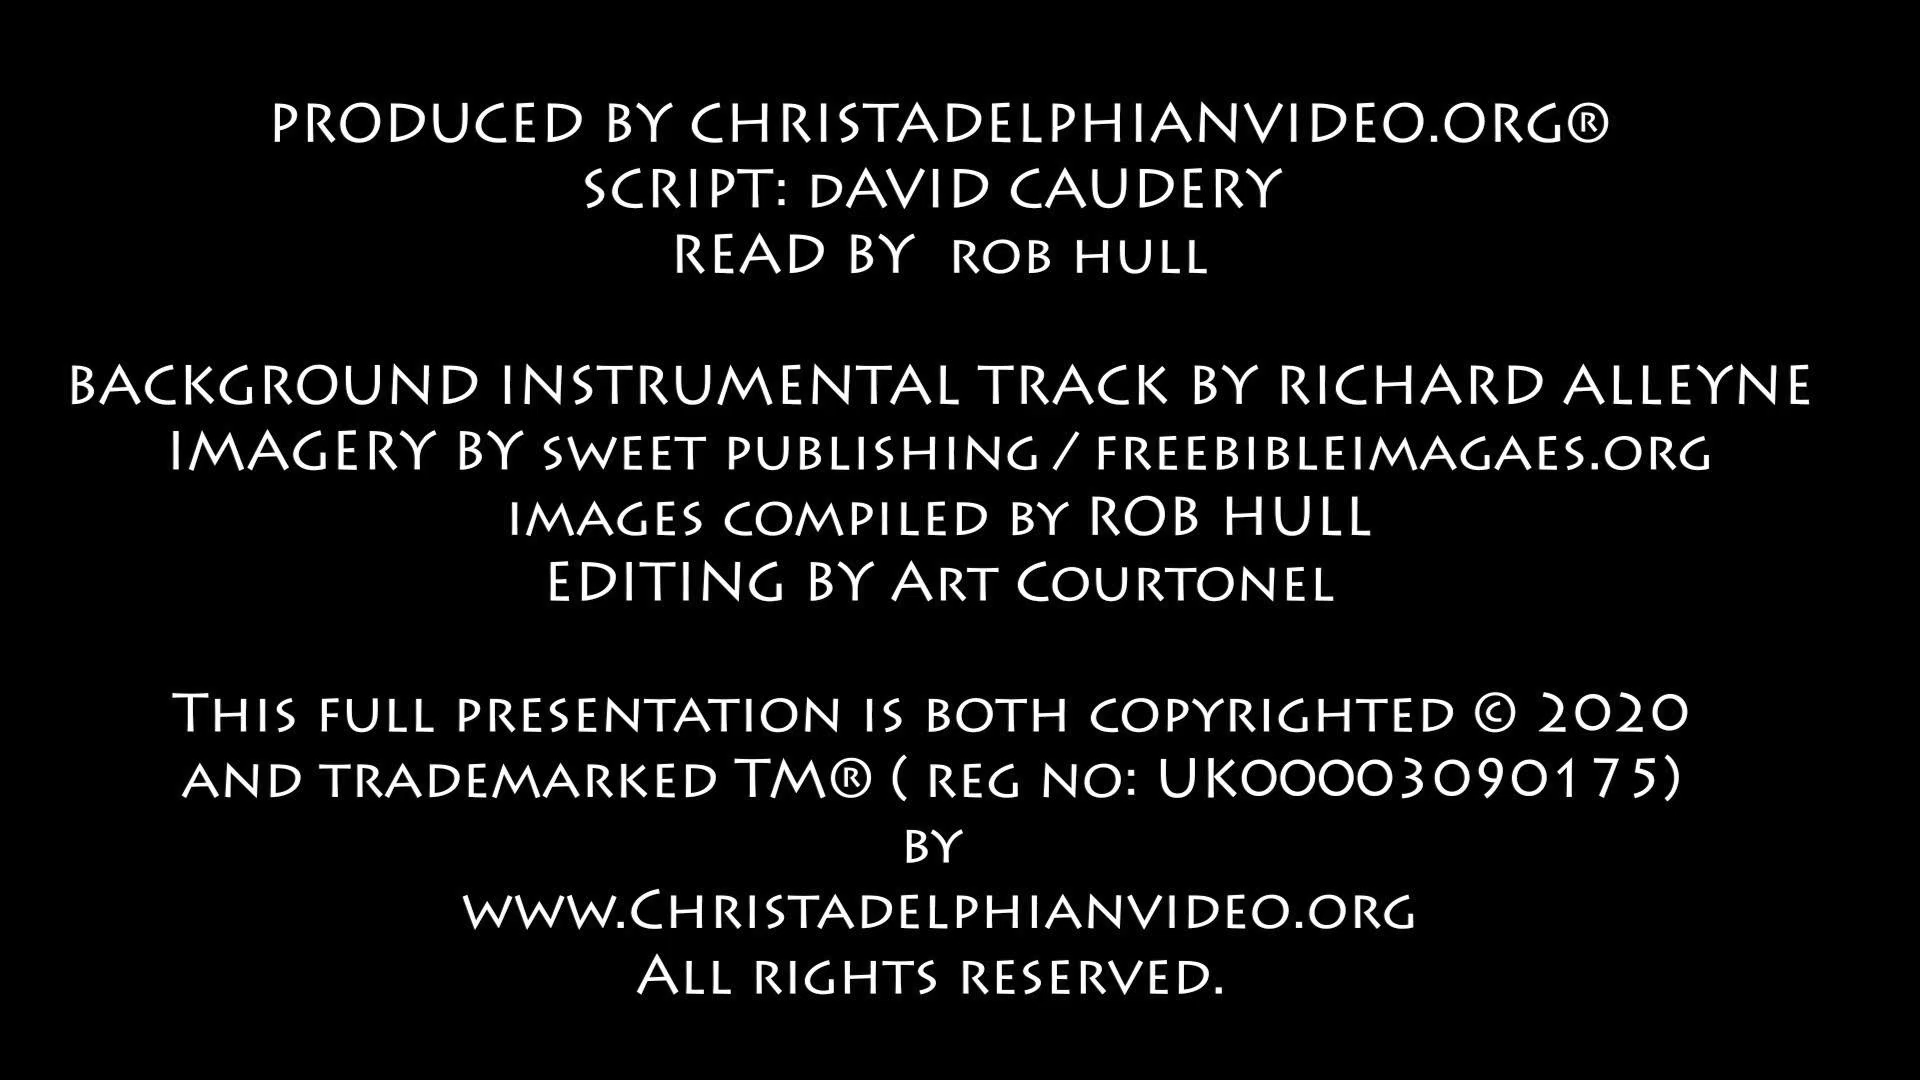 PRODUCED BY CHRISTADELPHIANVIDEO.ORG®
SCRIPT: dAVID CAUDERY
READ BY rob hull
BACKGROUND INSTRUMENTAL TRACK BY RICHARD ALLEYNE
IMAGERY BY sweet publishing / freebibleimagaes.org
images compiled by ROB HULL
EDITING BY Art Courtonel
This full presentation is both copyrighted © 2020
and trademarked TM® ( reg no: UK00003090175)
by
www.Christadelphianvideo.org
All rights reserved.